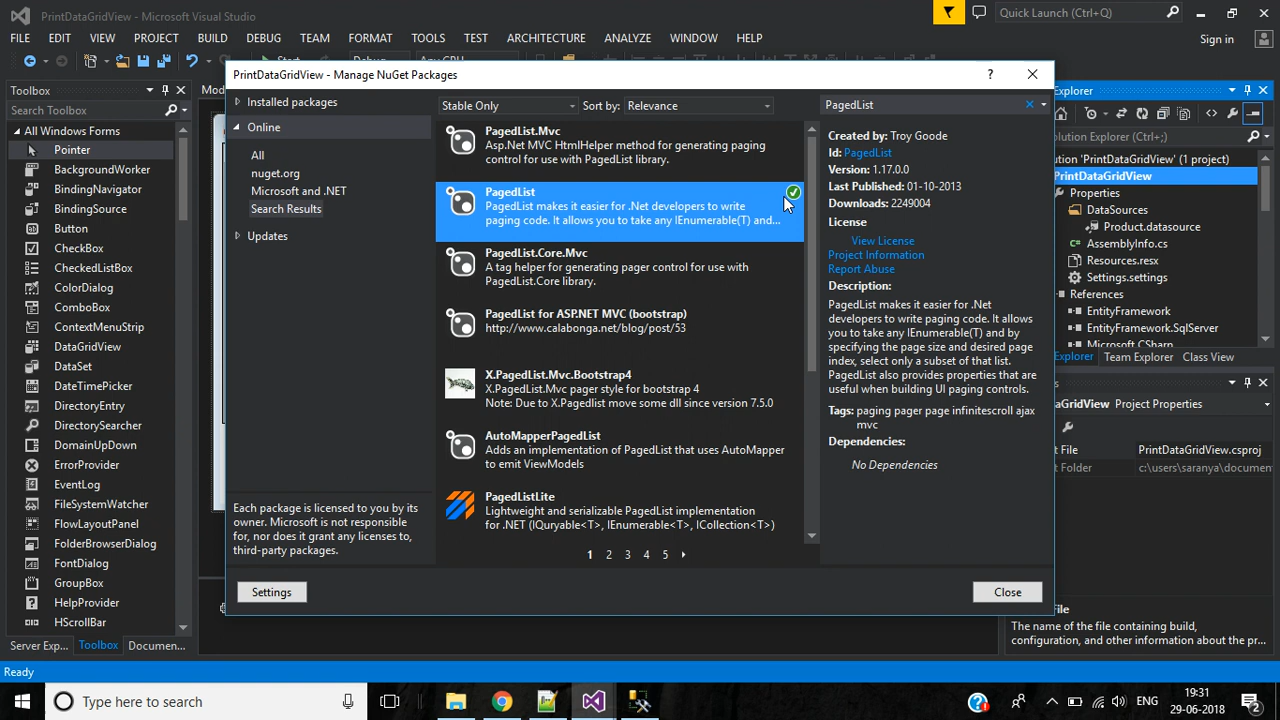 PrintDataGridView - Microsoft Visual Studio
Quick Launch (Ctrl+Q)
FILE EDIT VIEW PROJECT BUILD DEBUG TEAM FORMAT TOOLS TEST ARCHITECTURE ANALYZE WINDOW HELP
Sign in
Toolbox
Search Toolbox
All Windows Forms
Pointer
BackgroundWorker
BindingNavigator
BindingSource
Button
CheckBox
CheckedListBox
ColorDialog
ComboBox
ContextMenuStrip
DataGridView
DataSet
DateTimePicker
DirectoryEntry
DirectorySearcher
DomainUpDown
ErrorProvider
EventLog
FileSystemWatcher
FlowLayoutPanel
FolderBrowserDialog
FontDialog
GroupBox
HelpProvider
HScrollBar
Server Exp... Toolbox Documen...
PrintDataGridView - Manage NuGet Packages
? 
Installed packages
Online
All
nuget.org
Microsoft and .NET
Search Results
Updates
Each package is licensed to you by its
owner. Microsoft is not responsible
for, nor does it grant any licenses to,
third-party packages.
Settings
Stable Only
Sort by: Relevance
PagedList.Mvc
Asp.Net MVC HtmlHelper method for generating paging
control for use with PagedList library.
PagedList
PagedList makes it easier for .Net developers to write
paging code. It allows you to take any IEnumerable(T) and...
PagedList.Core.Mvc
A tag helper for generating pager control for use with
PagedList.Core library.
PagedList for ASP.NET MVC (bootstrap)
http://www.calabonga.net/blog/post/53
X.PagedList.Mvc.Bootstrap4
X.PagedList.Mvc pager style for bootstrap 4
Note: Due to X.Pagedlist move some dll since version 7.5.0
AutoMapperPagedList
Adds an implementation of PagedList that uses AutoMapper
to emit ViewModels
PagedListLite
Lightweight and serializable PagedList implementation
for .NET (IQuryable<T>, IEnumerable<T>, ICollection<T>)
1 2 3 4 5
PagedList
Created by: Troy Goode
Id: PagedList
Version: 1.17.0.0
Last Published: 01-10-2013
Downloads: 2249004
License
View License
Project Information
Report Abuse
Description:
PagedList makes it easier for .Net
developers to write paging code. It allows
you to take any IEnumerable(T) and by
specifying the page size and desired page
index, select only a subset of that list.
PagedList also provides properties that are
useful when building UI paging controls.
Tags: paging pager page infinitescroll ajax
mvc
Dependencies:
No Dependencies
Close
Explorer
olution Explorer (Ctrl+;)
ution 'PrintDataGridView' (1 project)
PrintDataGridView
Properties
DataSources
Product.datasource
AssemblyInfo.cs
Resources.resx
Settings.settings
References
EntityFramework
EntityFramework.SqlServer
Microsoft.CSharp
Explorer Team Explorer Class View
aGridView Project Properties
File PrintDataGridView.csproj
Folder c:\users\saranya\documen
File
The name of the file containing build,
configuration, and other information about the pr...
Ready
Type here to search
ENG
19:31
29-06-2018
2